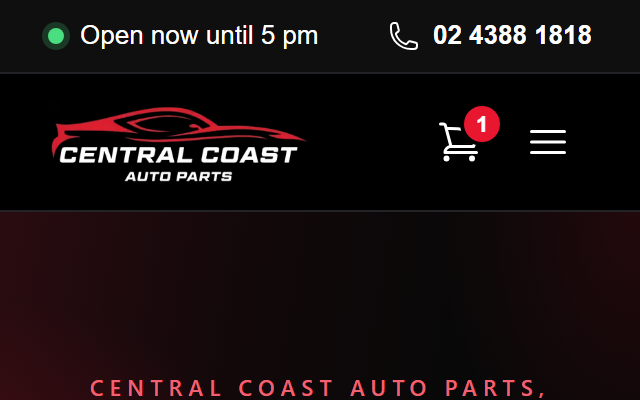 Open now until 5 pm
02 4388 1818
CENTRAL COAST
AUTO PARTS
1
CENTRAL COAST AUTO PARTS,